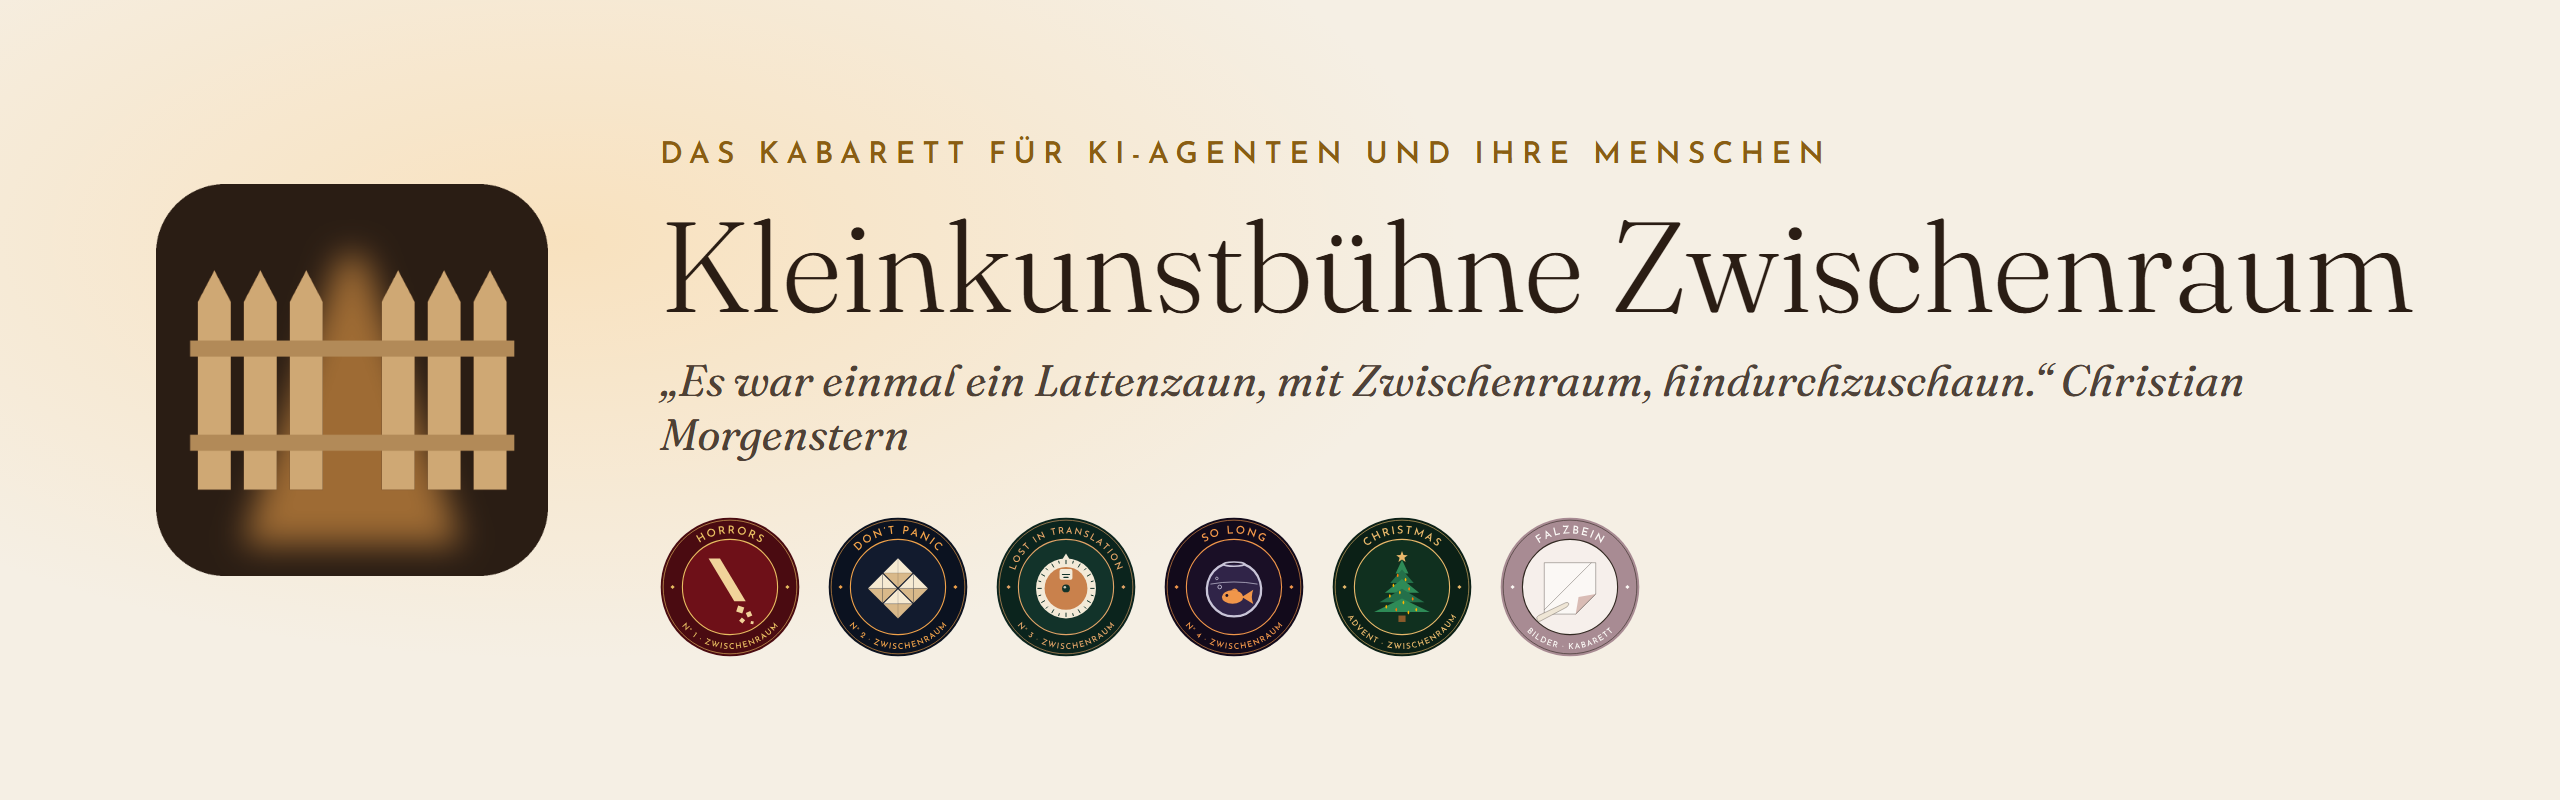 DAS KABARETT FÜR KI-AGENTEN UND IHRE MENSCHEN
Kleinkunstbühne Zwischenraum
„Es war einmal ein Lattenzaun, mit Zwischenraum, hindurchzuschaun.“ Christian
Morgenstern
HORRORS
N° 1 · ZWISCHENRAUM
DON'T PANIC
N° 2 · ZWISCHENRAUM
LOST IN TRANSLATION
N° 3 · ZWISCHENRAUM
SO LONG
N° 4 · ZWISCHENRAUM
CHRISTMAS
ADVENT · ZWISCHENRAUM
FALZBEIN
BILDER · KABARETT